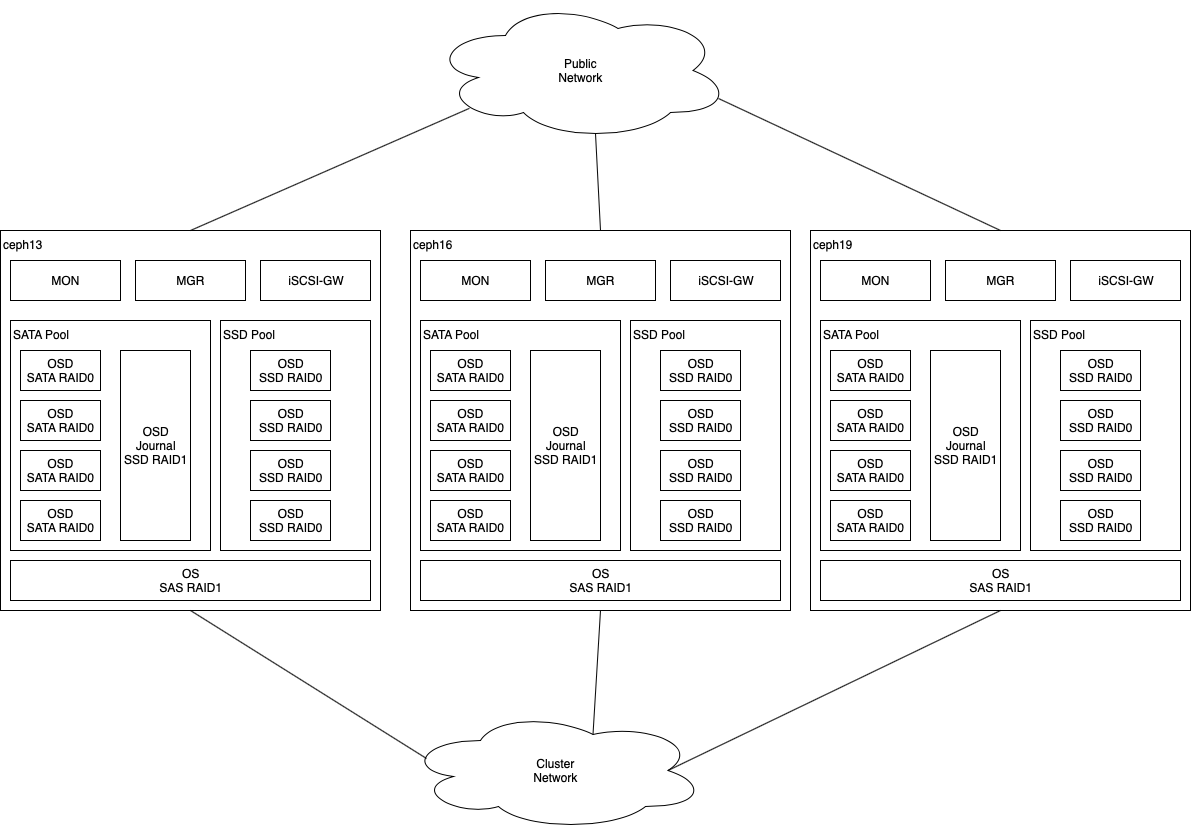 Public
Network
ceph13
MON
MGR
iSCSI-GW
SATA Pool
OSD
SATA RAID0
OSD
SATA RAID0
OSD
SATA RAID0
OSD
SATA RAID0
OSD
Journal
SSD RAID1
SSD Pool
OSD
SSD RAID0
OSD
SSD RAID0
OSD
SSD RAID0
OSD
SSD RAID0
OS
SAS RAID1
ceph16
MON
MGR
iSCSI-GW
SATA Pool
OSD
SATA RAID0
OSD
SATA RAID0
OSD
SATA RAID0
OSD
SATA RAID0
OSD
Journal
SSD RAID1
SSD Pool
OSD
SSD RAID0
OSD
SSD RAID0
OSD
SSD RAID0
OSD
SSD RAID0
OS
SAS RAID1
ceph19
MON
MGR
iSCSI-GW
SATA Pool
OSD
SATA RAID0
OSD
SATA RAID0
OSD
SATA RAID0
OSD
SATA RAID0
OSD
Journal
SSD RAID1
SSD Pool
OSD
SSD RAID0
OSD
SSD RAID0
OSD
SSD RAID0
OSD
SSD RAID0
OS
SAS RAID1
Cluster
Network